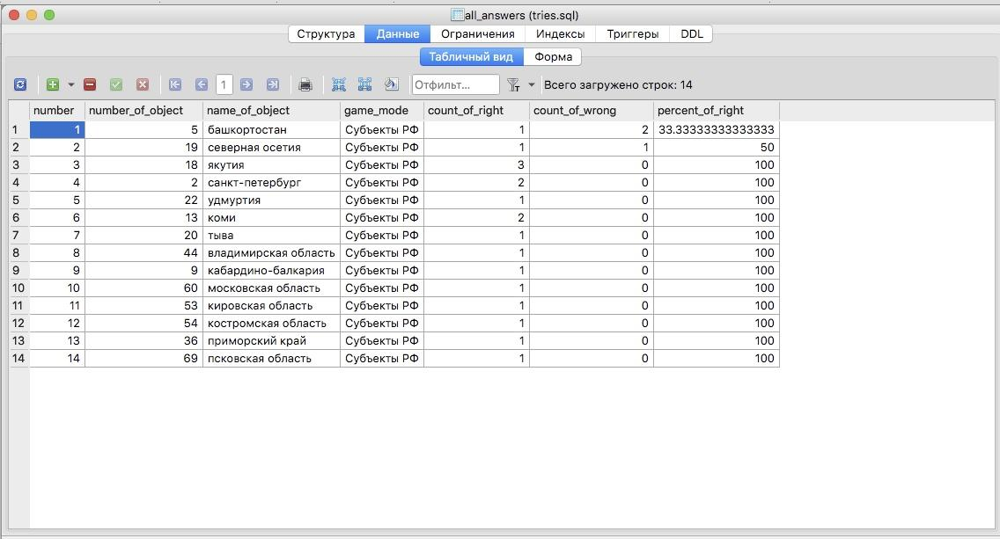 all_answers (tries.sql)
Структура Данные Ограничения Индексы Триггеры DDL
Табличный вид Форма
1 Отфильт... T Всего загружено строк: 14
number number_of_object name_of_object game_mode count_of_right count_of_wrong percent_of_right
1 1 5 башкортостан Субъекты РФ 1 2 33.33333333333333
2 2 19 северная осетия Субъекты РФ 1 1 50
3 3 18 якутия Субъекты РФ 3 0 100
4 4 2 санкт-петербург Субъекты РФ 2 0 100
5 5 22 удмуртия Субъекты РФ 1 0 100
6 6 13 коми Субъекты РФ 2 0 100
7 7 20 тыва Субъекты РФ 1 0 100
8 8 44 владимирская область Субъекты РФ 1 0 100
9 9 9 кабардино-балкария Субъекты РФ 1 0 100
10 10 60 московская область Субъекты РФ 1 0 100
11 11 53 кировская область Субъекты РФ 1 0 100
12 12 54 костромская область Субъекты РФ 1 0 100
13 13 36 приморский край Субъекты РФ 1 0 100
14 14 69 псковская область Субъекты РФ 1 0 100